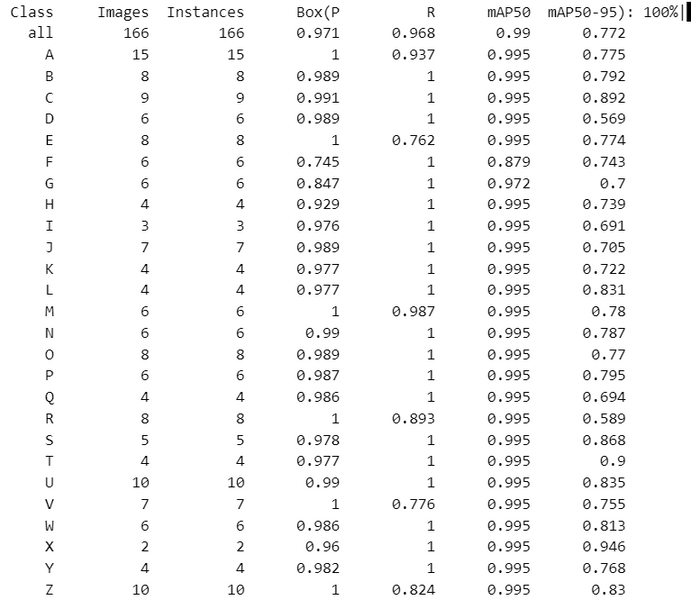 Class Images Instances Box(P R mAP50 mAP50-95): 100%|
all 166 166 0.971 0.968 0.99 0.772
A 15 15 1 0.937 0.995 0.775
B 8 8 0.989 1 0.995 0.792
C 9 9 0.991 1 0.995 0.892
D 6 6 0.989 1 0.995 0.569
E 8 8 1 0.762 0.995 0.774
F 6 6 0.745 1 0.879 0.743
G 6 6 0.847 1 0.972 0.7
H 4 4 0.929 1 0.995 0.739
I 3 3 0.976 1 0.995 0.691
J 7 7 0.989 1 0.995 0.705
K 4 4 0.977 1 0.995 0.722
L 4 4 0.977 1 0.995 0.831
M 6 6 1 0.987 0.995 0.78
N 6 6 0.99 1 0.995 0.787
O 8 8 0.989 1 0.995 0.77
P 6 6 0.987 1 0.995 0.795
Q 4 4 0.986 1 0.995 0.694
R 8 8 1 0.893 0.995 0.589
S 5 5 0.978 1 0.995 0.868
T 4 4 0.977 1 0.995 0.9
U 10 10 0.99 1 0.995 0.835
V 7 7 1 0.776 0.995 0.755
W 6 6 0.986 1 0.995 0.813
X 2 2 0.96 1 0.995 0.946
Y 4 4 0.982 1 0.995 0.768
Z 10 10 1 0.824 0.995 0.83